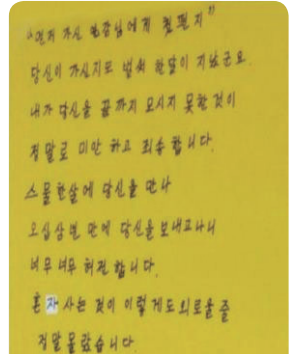 "먼저 가신 회장님에게 첫편지"
당신이 가신지도 벌써 한달이 지났군요.
내가 당신을 끝까지 모시지 못한것이
정말로 미안 하고 죄송 합니다.
스물한살에 당신을 만나
오십삼년 만에 당신을 보내고나니
너무 너무 허전 합니다.
혼자 사는 것이 이렇게도 외로울 줄
정말 몰랐습니다.